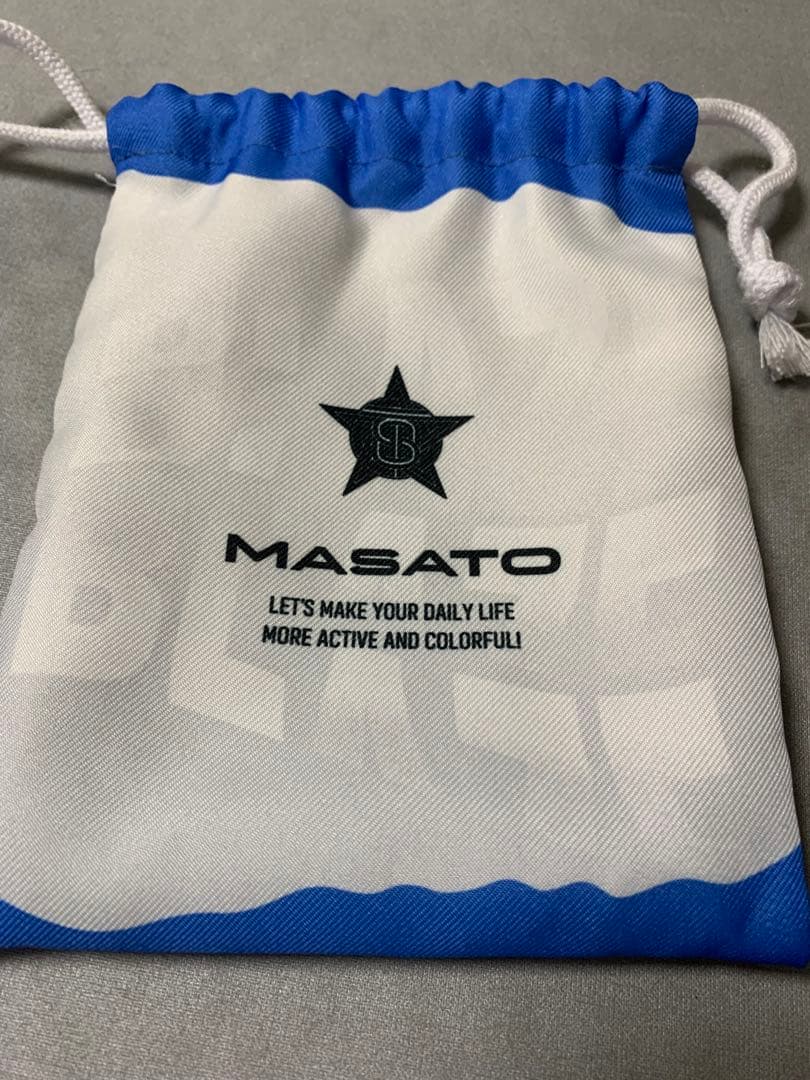 MASATO
LET'S MAKE YOUR DAILY LIFE
MORE ACTIVE AND COLORFUL!